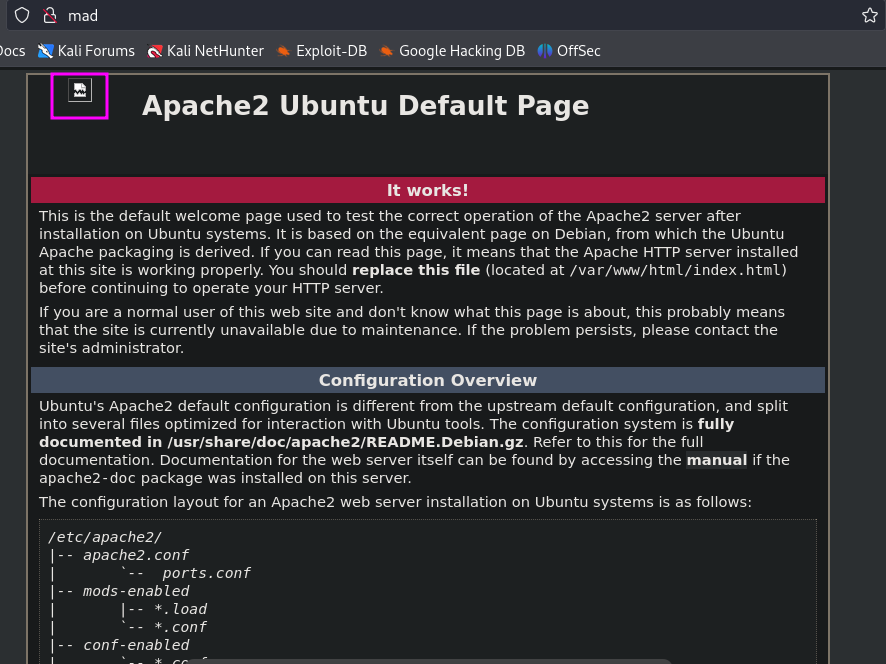 mad
Docs Kali Forums Kali NetHunter Exploit-DB Google Hacking DB OffSec
Apache2 Ubuntu Default Page
It works!
This is the default welcome page used to test the correct operation of the Apache2 server after
installation on Ubuntu systems. It is based on the equivalent page on Debian, from which the Ubuntu
Apache packaging is derived. If you can read this page, it means that the Apache HTTP server installed
at this site is working properly. You should replace this file (located at /var/www/html/index.html)
before continuing to operate your HTTP server.
If you are a normal user of this web site and don't know what this page is about, this probably means
that the site is currently unavailable due to maintenance. If the problem persists, please contact the
site's administrator.
Configuration Overview
Ubuntu's Apache2 default configuration is different from the upstream default configuration, and split
into several files optimized for interaction with Ubuntu tools. The configuration system is fully
documented in /usr/share/doc/apache2/README.Debian.gz. Refer to this for the full
documentation. Documentation for the web server itself can be found by accessing the manual if the
apache2-doc package was installed on this server.
The configuration layout for an Apache2 web server installation on Ubuntu systems is as follows:
/etc/apache2/
|-- apache2.conf
|       `--  ports.conf
|-- mods-enabled
|       |-- *.load
|       `-- *.conf
|-- conf-enabled
|       `-- *.conf